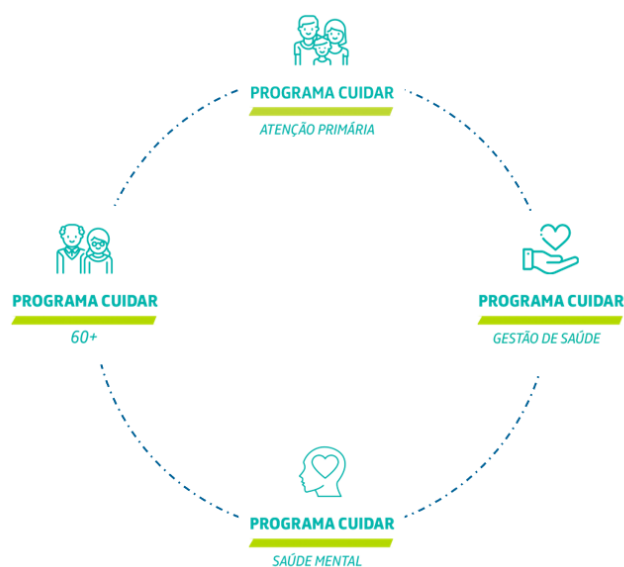 PROGRAMA CUIDAR
ATENÇÃO PRIMÁRIA
PROGRAMA CUIDAR
60+
PROGRAMA CUIDAR
GESTÃO DE SAÚDE
PROGRAMA CUIDAR
SAÚDE MENTAL